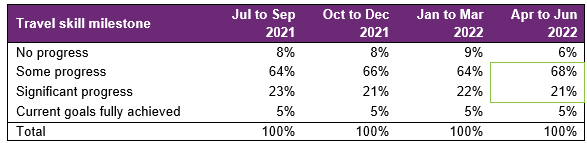 Travel skill milestone Jul to Sep 2021 Oct to Dec 2021 Jan to Mar 2022 Apr to Jun 2022
No progress 8% 8% 9% 6%
Some progress 64% 66% 64% 68%
Significant progress 23% 21% 22% 21%
Current goals fully achieved 5% 5% 5% 5%
Total 100% 100% 100% 100%